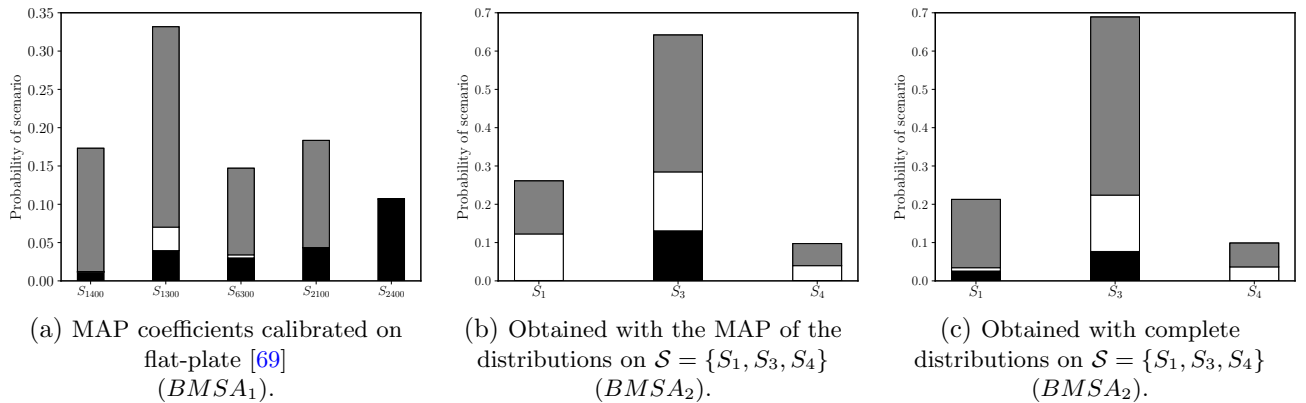 0.35
0.30
0.25
0.20
0.15
0.10
0.05
0.00
Probability of scenario
S1400
S1300
S6300
S2100
S2400
(a) MAP coefficients calibrated on
flat-plate [69]
(BMSA1).
0.7
0.6
0.5
0.4
0.3
0.2
0.1
0.0
Probability of scenario
S1
S3
S4
(b) Obtained with the MAP of the
distributions on S = {S1, S3, S4}
(BMSA2).
0.7
0.6
0.5
0.4
0.3
0.2
0.1
0.0
Probability of scenario
S1
S3
S4
(c) Obtained with complete
distributions on S = {S1, S3, S4}
(BMSA2).